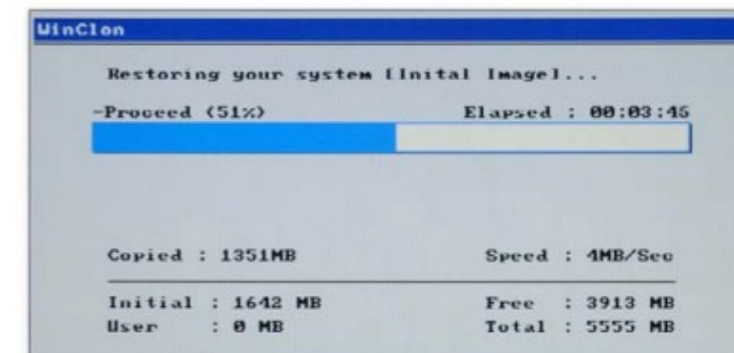 WinClon
Restoring your system [Inital Image]...
-Proceed (51%) Elapsed : 00:03:45
Copied : 1351MB Speed : 4MB/Sec
Initial : 1642 MB Free : 3913 MB
User : 0 MB Total : 5555 MB